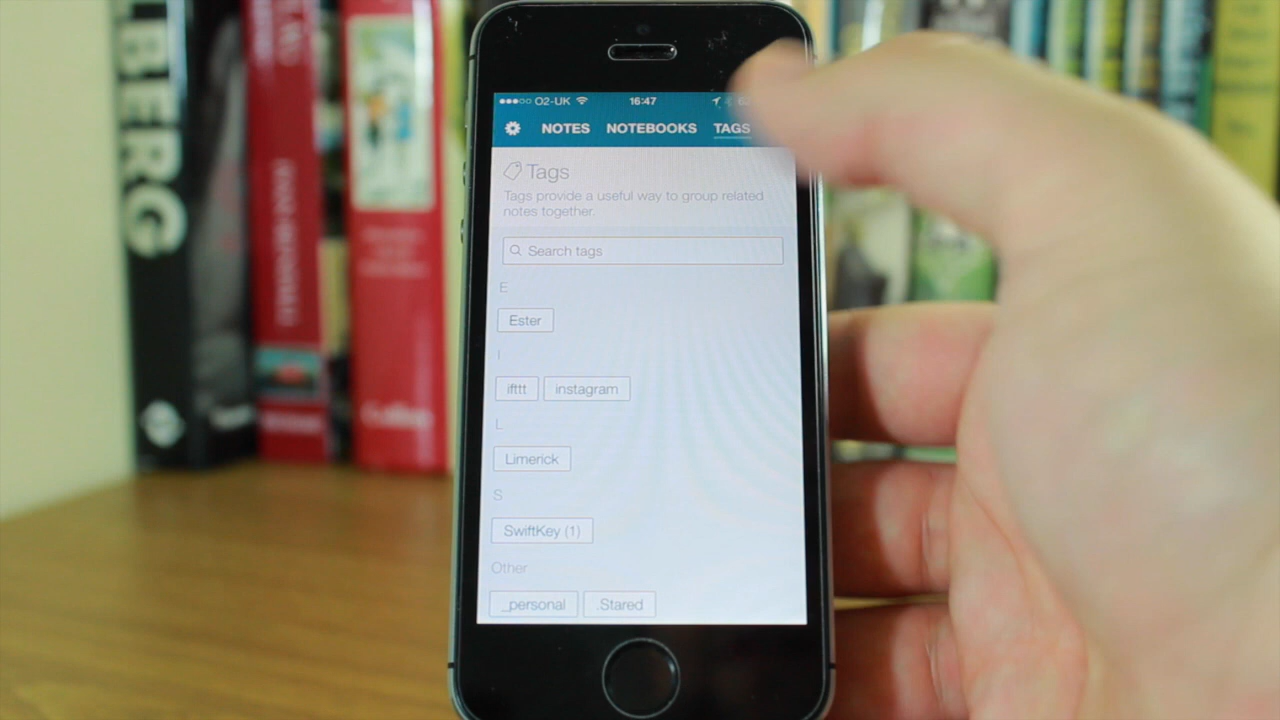 IBERG
O2-UK 16:47
NOTES NOTEBOOKS TAGS
Tags
Tags provide a useful way to group related
notes together.
Search tags
E
Ester
I
ifttt instagram
L
Limerick
S
SwiftKey (1)
Other
_personal .Stared